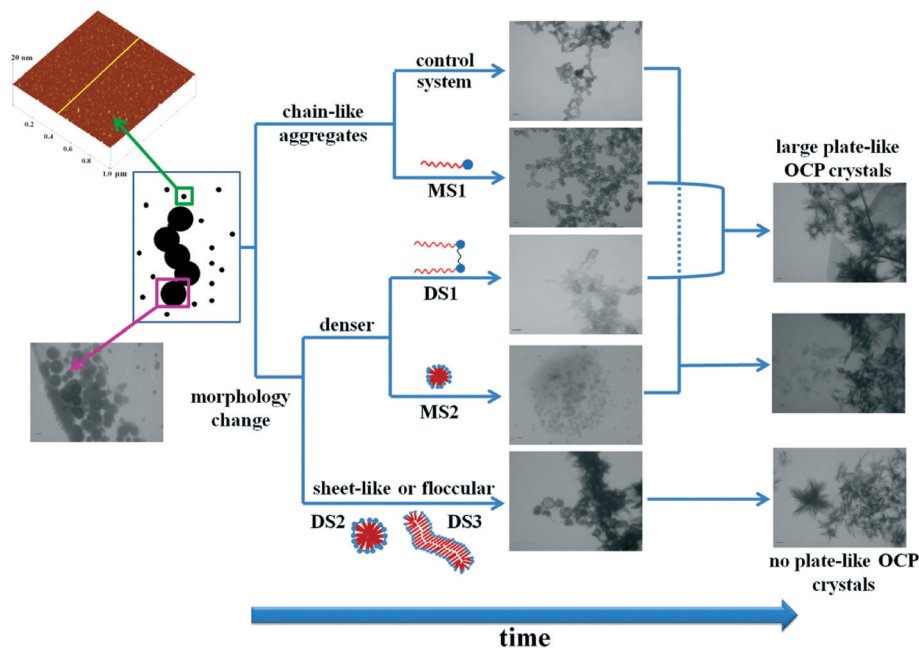 20 nm
0.2
0.4
0.6
0.8
1.0 µm
chain-like
aggregates
control
system
MS1
DS1
denser
MS2
morphology
change
sheet-like or floccular
DS2
DS3
large plate-like
OCP crystals
no plate-like OCP
crystals
time